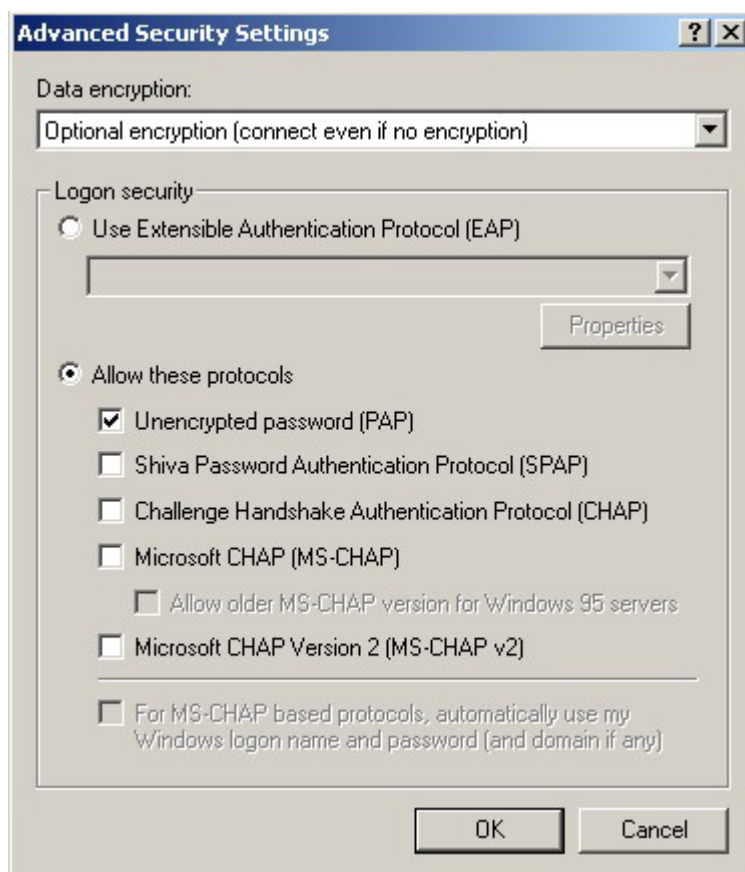 Advanced Security Settings
Data encryption:
Optional encryption (connect even if no encryption)
Logon security
Use Extensible Authentication Protocol (EAP)
Properties
Allow these protocols
Unencrypted password (PAP)
Shiva Password Authentication Protocol (SPAP)
Challenge Handshake Authentication Protocol (CHAP)
Microsoft CHAP (MS-CHAP)
Allow older MS-CHAP version for Windows 95 servers
Microsoft CHAP Version 2 (MS-CHAP v2)
For MS-CHAP based protocols, automatically use my
Windows logon name and password (and domain if any)
OK Cancel